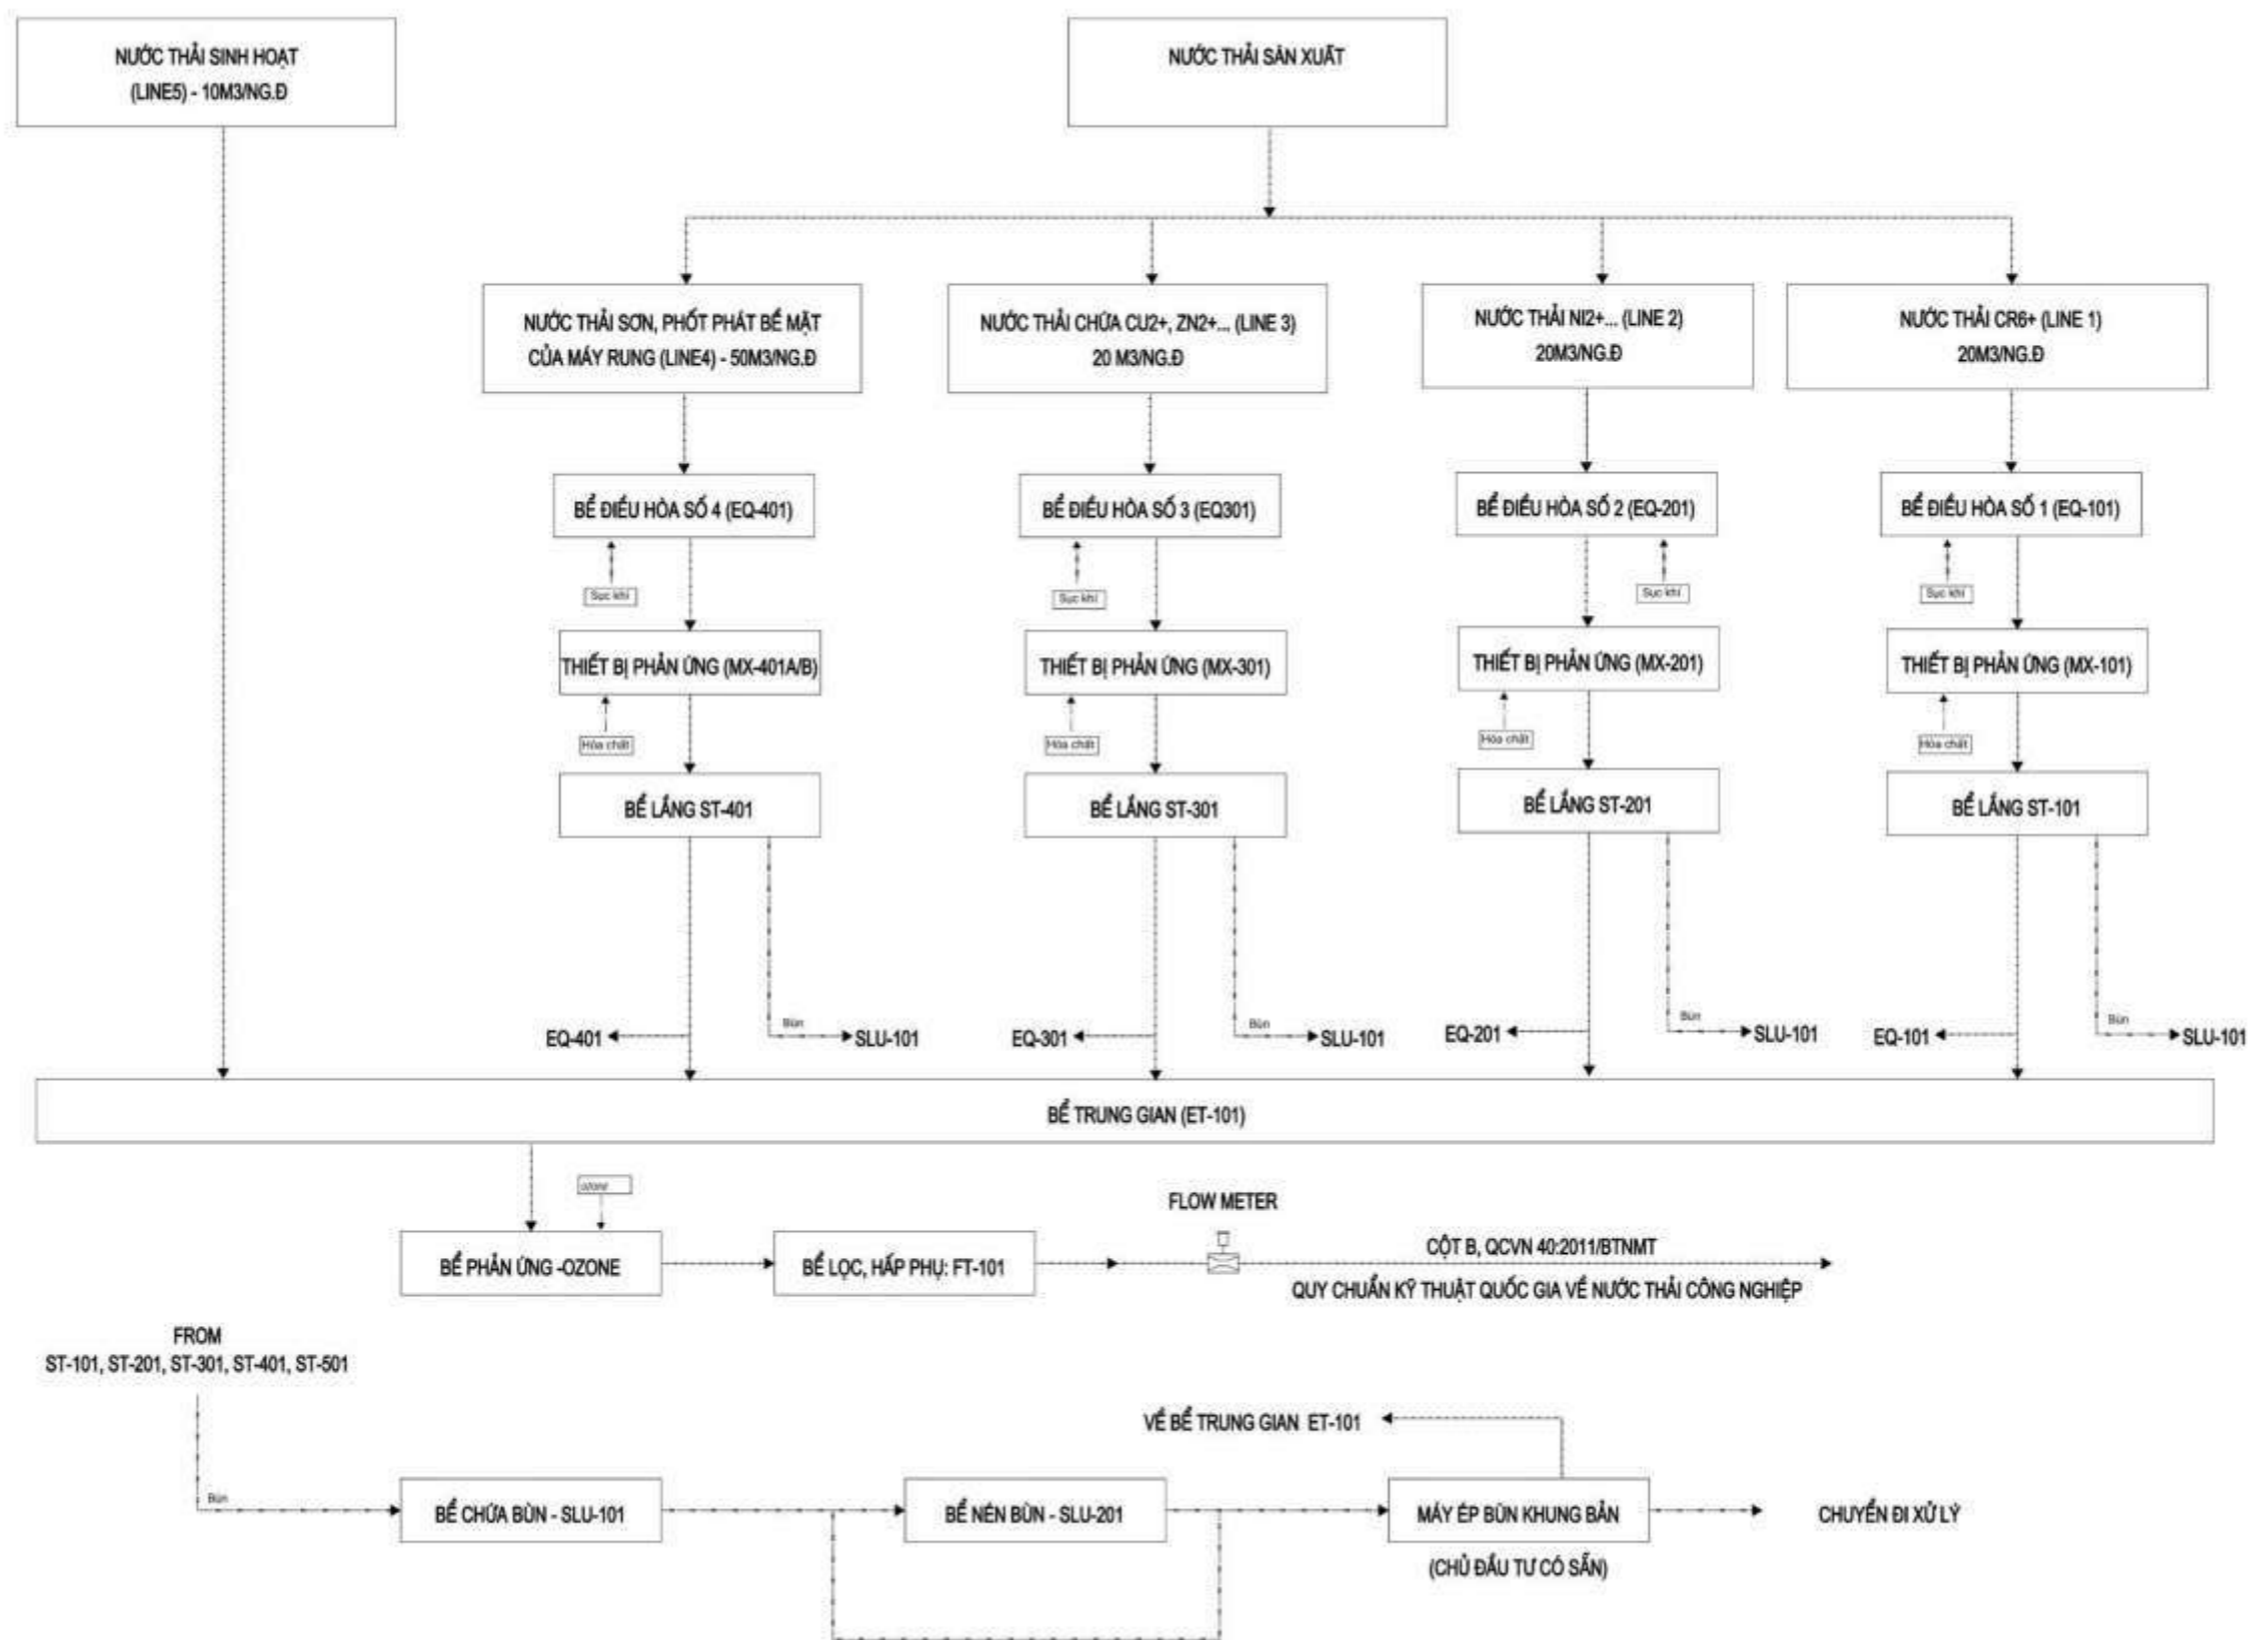 NƯỚC THẢI SINH HOẠT
(LINE5) - 10M3/NG.Đ
NƯỚC THẢI SẢN XUẤT
NƯỚC THẢI SƠN, PHỐT PHÁT BỀ MẶT
CỦA MÁY RUNG (LINE4) - 50M3/NG.Đ
NƯỚC THẢI CHỨA CU2+, ZN2+... (LINE 3)
20 M3/NG.Đ
NƯỚC THẢI NI2+... (LINE 2)
20M3/NG.Đ
NƯỚC THẢI CR6+ (LINE 1)
20M3/NG.Đ
BỂ ĐIỀU HÒA SỐ 4 (EQ-401)
BỂ ĐIỀU HÒA SỐ 3 (EQ301)
BỂ ĐIỀU HÒA SỐ 2 (EQ-201)
BỂ ĐIỀU HÒA SỐ 1 (EQ-101)
Sục khí
Sục khí
Sục khí
Sục khí
THIẾT BỊ PHẢN ỨNG (MX-401A/B)
THIẾT BỊ PHẢN ỨNG (MX-301)
THIẾT BỊ PHẢN ỨNG (MX-201)
THIẾT BỊ PHẢN ỨNG (MX-101)
Hóa chất
Hóa chất
Hóa chất
Hóa chất
BỂ LẮNG ST-401
BỂ LẮNG ST-301
BỂ LẮNG ST-201
BỂ LẮNG ST-101
EQ-401
Bùn
SLU-101
EQ-301
Bùn
SLU-101
EQ-201
Bùn
SLU-101
EQ-101
Bùn
SLU-101
BỂ TRUNG GIAN (ET-101)
ozone
FLOW METER
BỂ PHẢN ỨNG -OZONE
BỂ LỌC, HẤP PHỤ: FT-101
CỘT B, QCVN 40:2011/BTNMT
QUY CHUẨN KỸ THUẬT QUỐC GIA VỀ NƯỚC THẢI CÔNG NGHIỆP
FROM
ST-101, ST-201, ST-301, ST-401, ST-501
VỀ BỂ TRUNG GIAN ET-101
Bùn
BỂ CHỨA BÙN - SLU-101
BỂ NÉN BÙN - SLU-201
MÁY ÉP BÙN KHUNG BẢN
CHUYỂN ĐI XỬ LÝ
(CHỦ ĐẦU TƯ CÓ SẴN)